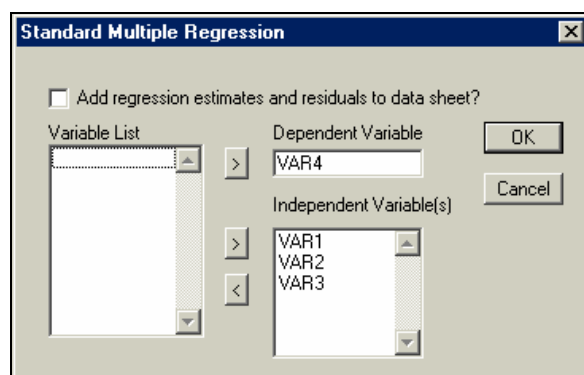 Standard Multiple Regression
Add regression estimates and residuals to data sheet?
Variable List
>
Dependent Variable
VAR4
OK
Cancel
Independent Variable(s)
>
<
VAR1
VAR2
VAR3